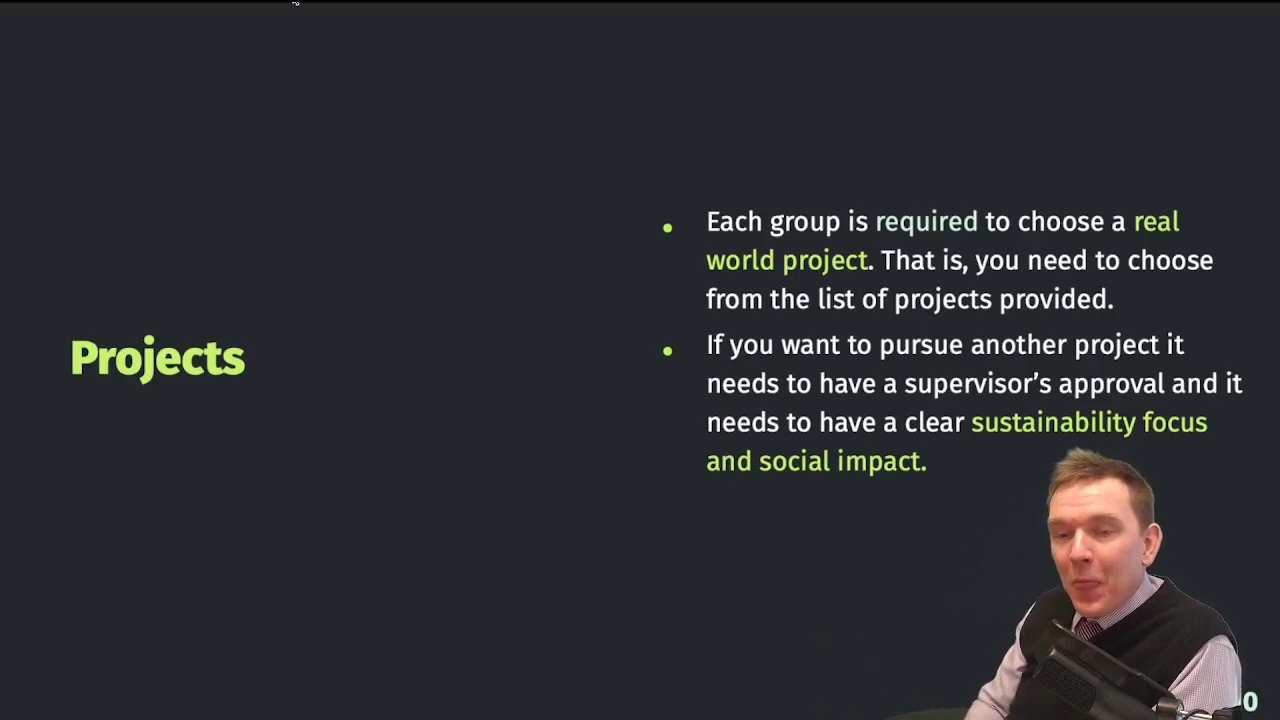 Projects
Each group is required to choose a real
world project. That is, you need to choose
from the list of projects provided.
If you want to pursue another project it
needs to have a supervisor's approval and it
needs to have a clear sustainability focus
and social impact.